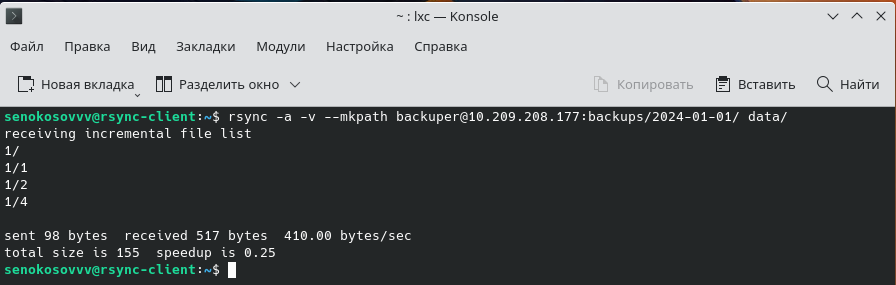 ~ : lxc — Konsole
Файл Правка Вид Закладки Модули Настройка Справка
Новая вкладка Разделить окно Копировать Вставить Найти
senokosovvv@rsync-client:~$ rsync -a -v --mkpath backuper@10.209.208.177:backups/2024-01-01/ data/
receiving incremental file list
1/
1/1
1/2
1/4
sent 98 bytes  received 517 bytes  410.00 bytes/sec
total size is 155  speedup is 0.25
senokosovvv@rsync-client:~$